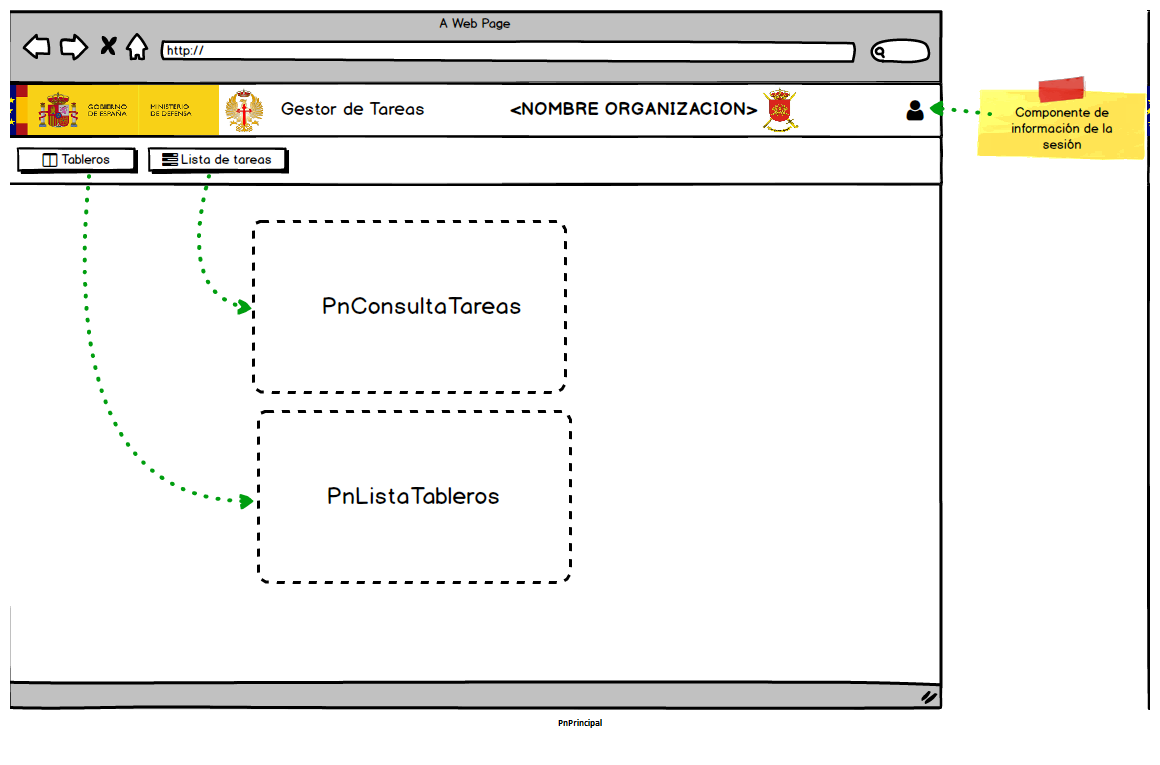 A Web Page
http://
GOBIERNO
DE ESPAÑA
MINISTERIO
DE DEFENSA
Gestor de Tareas
<NOMBRE ORGANIZACION>
Componente de
información de la
sesión
Tableros
Lista de tareas
PnConsultaTareas
PnListaTableros
PnPrincipal